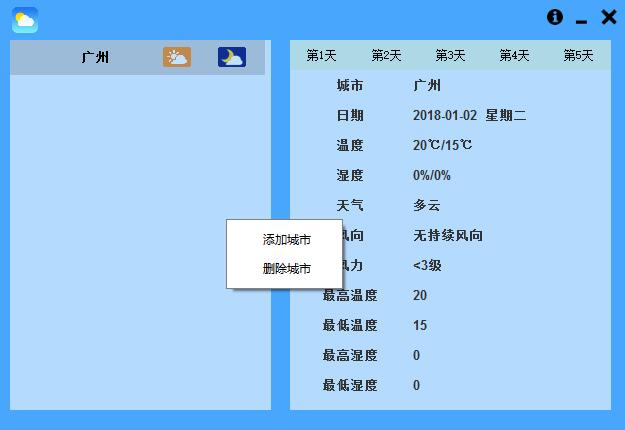 广州
第1天 第2天 第3天 第4天 第5天
城市 广州
日期 2018-01-02 星期二
温度 20℃/15℃
湿度 0%/0%
天气 多云
风向 无持续风向
风力 <3级
最高温度 20
最低温度 15
最高湿度 0
最低湿度 0
添加城市
删除城市